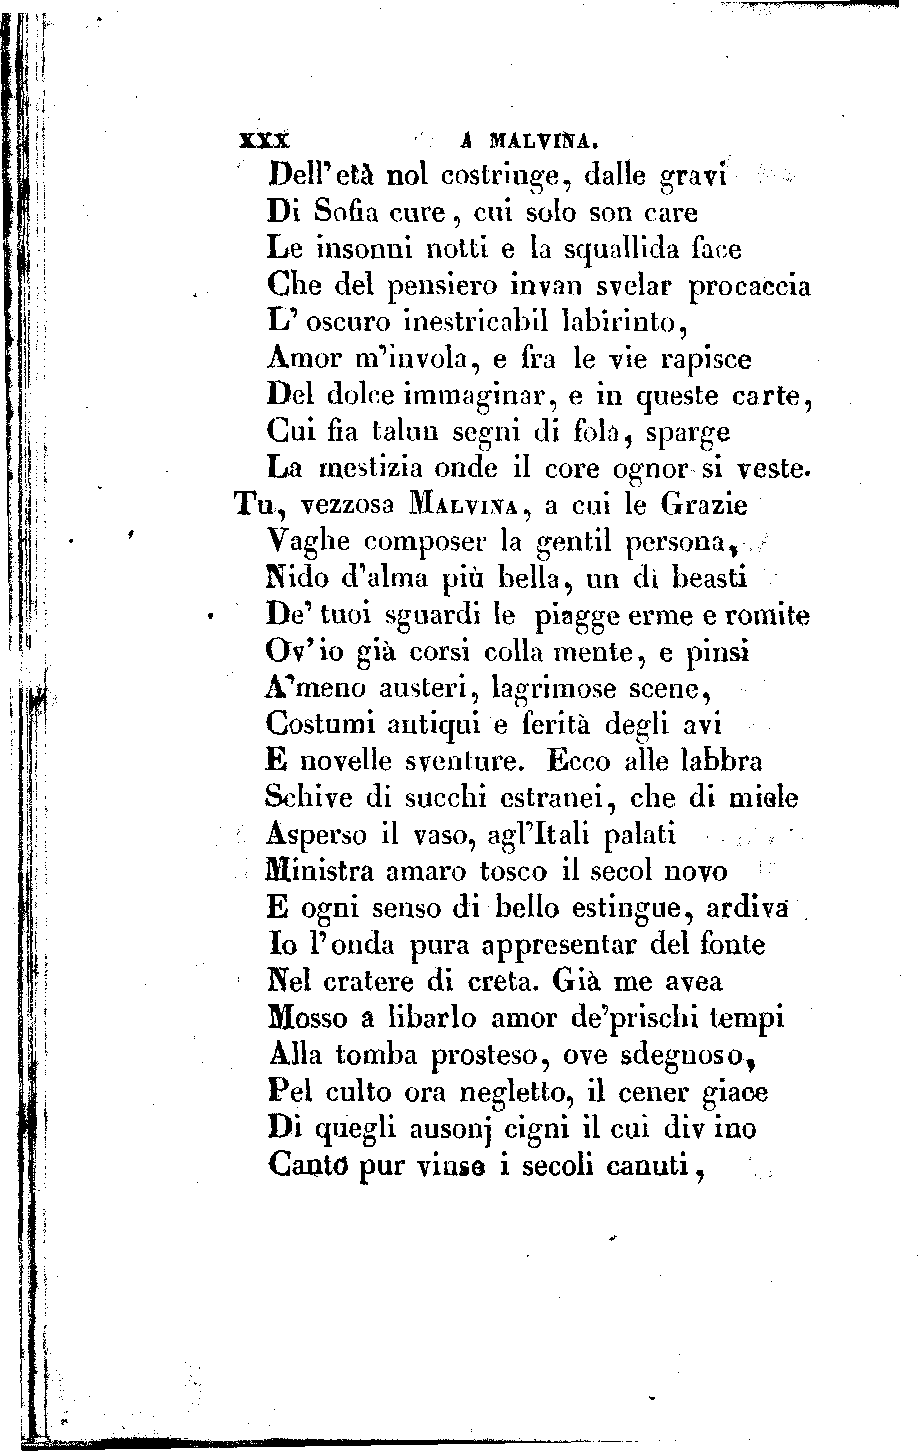 XXX A MALVINA.
Dell' età nol costringe, dalle gravi
Di Sofia cure, cui solo son care
Le insonni notti e la squallida face
Che del pensiero invan svelar procaccia
L' oscuro inestricabil labirinto,
Amor m'invola, e fra le vie rapisce
Del dolce immaginar, e in queste carte,
Cui fia talun segni di fola, sparge
La mestizia onde il core ognor si veste.
Tu, vezzosa MALVINA, a cui le Grazie
Vaghe composer la gentil persona,
Nido d'alma più bella, un di beasti
De' tuoi sguardi le piagge erme e romite
Ov' io già corsi colla mente, e pinsi
A'meno austeri, lagrimose scene,
Costumi antiqui e ferità degli avi
E novelle sventure. Ecco alle labbra
Schive di succhi estranei, che di miele
Asperso il vaso, agl'Itali palati
Ministra amaro tosco il secol novo
E ogni senso di bello estingue, ardiva
Io l'onda pura appresentar del fonte
Nel cratere di creta. Già me avea
Mosso a libarlo amor de'prischi tempi
Alla tomba prosteso, ove sdegnoso,
Pel culto ora negletto, il cener giace
Di quegli ausonj cigni il cui div ino
Canto pur vinse i secoli canuti,